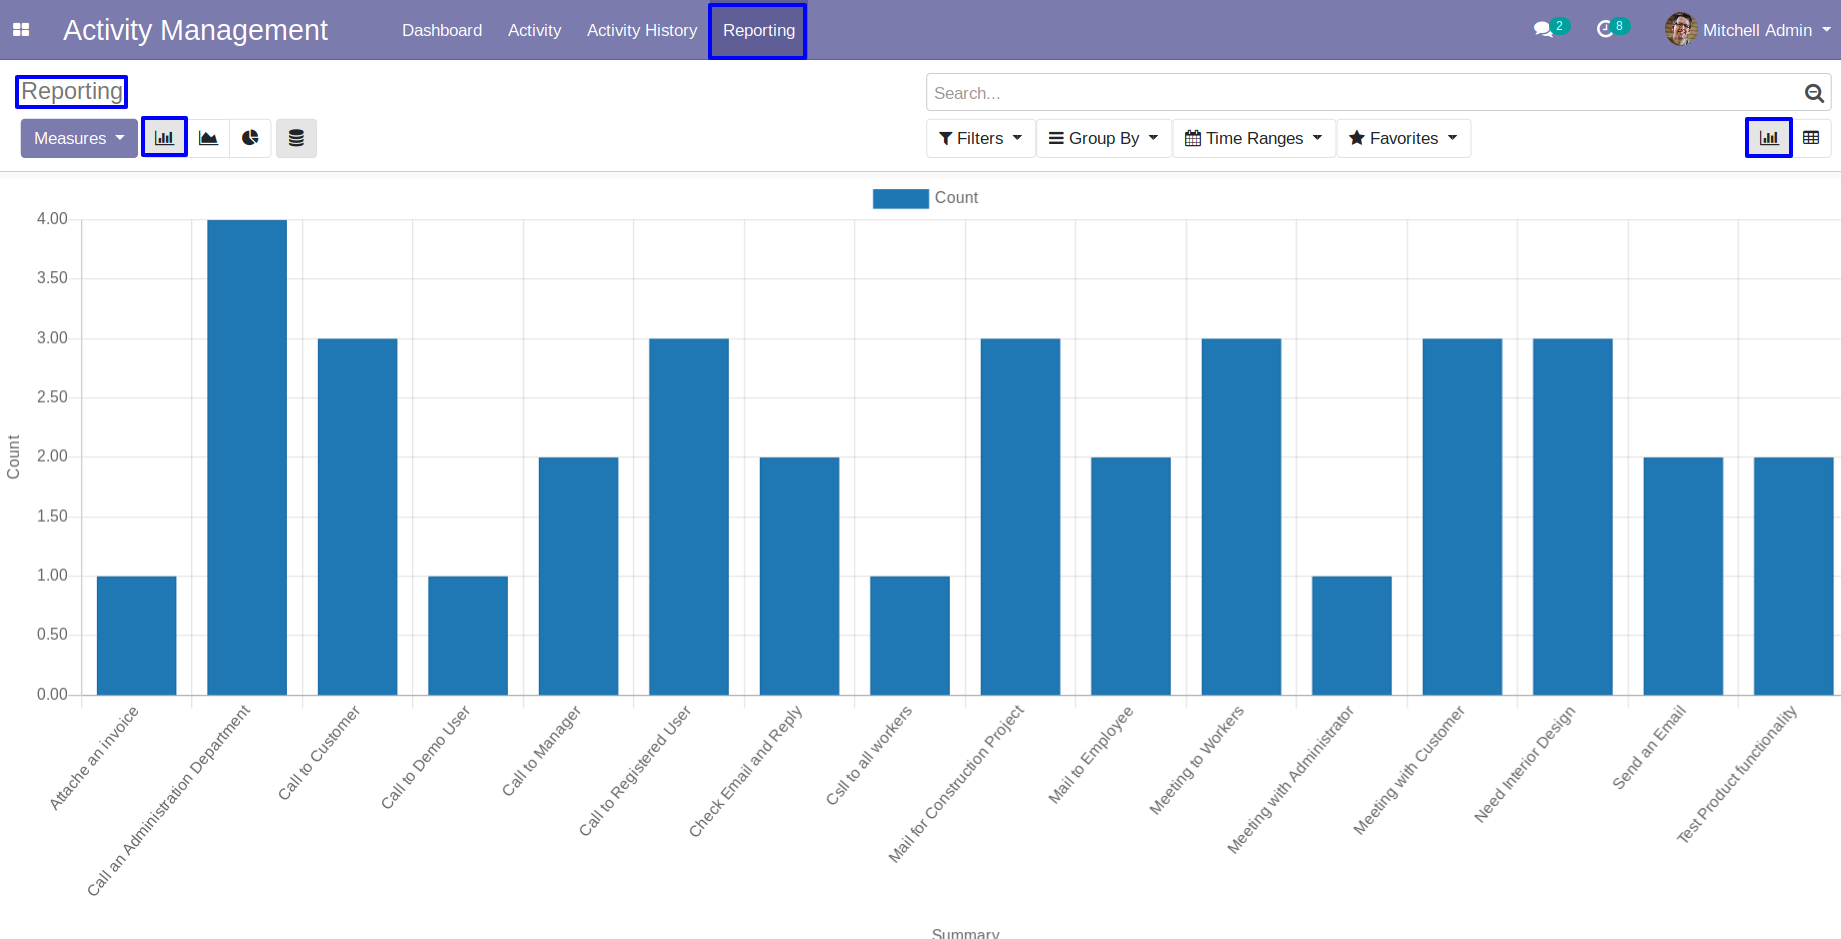 Activity Management Dashboard Activity Activity History Reporting 2 8 Mitchell Admin
Reporting
Search...
Measures Filters Group By Time Ranges Favorites
Count
4.00
3.50
3.00
2.50
2.00
1.50
1.00
0.50
0.00
Count
Attache an invoice
Call an Administration Department
Call to Customer
Call to Demo User
Call to Manager
Call to Registered User
Check Email and Reply
Csll to all workers
Mail for Construction Project
Mail to Employee
Meeting to Workers
Meeting with Administrator
Meeting with Customer
Need Interior Design
Send an Email
Test Product functionality
Summary